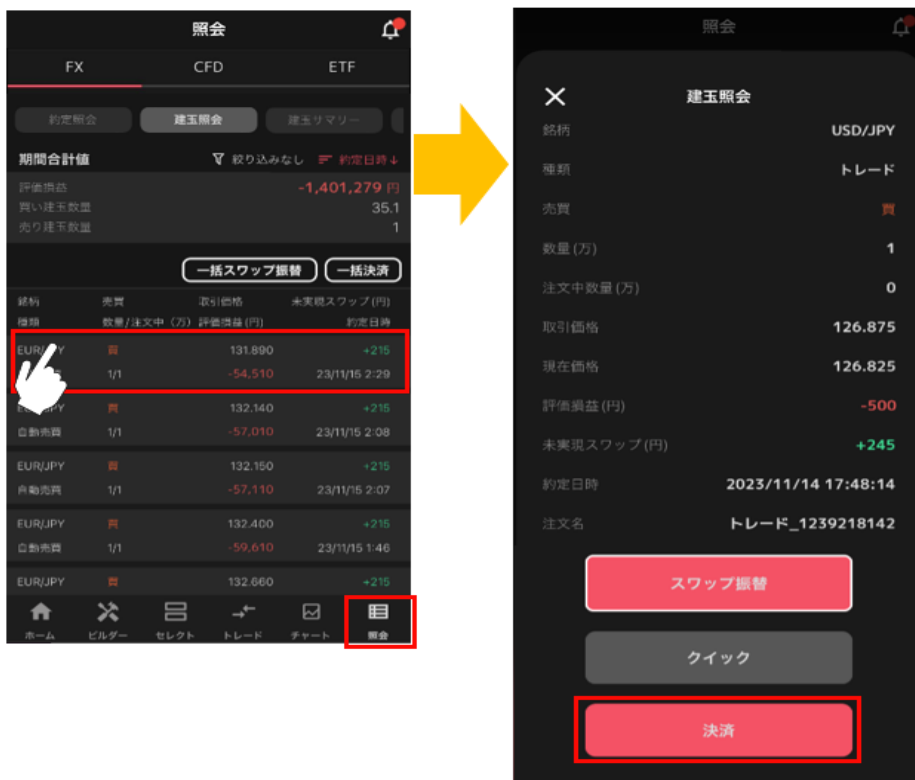 照会
FX CFD ETF
約定照会 建玉照会 建玉サマリー
期間合計値 絞り込みなし 約定日時↓
評価損益 -1,401,279 円
買い建玉数量 35.1
売り建玉数量 1
一括スワップ振替 一括決済
銘柄 売買 取引価格 未実現スワップ(円)
種類 数量/注文中 (万) 評価損益(円) 約定日時
EUR/JPY 買 131.890 +215
1/1 -54,510 23/11/15 2:29
EUR/JPY 買 132.140 +215
自動売買 1/1 -57,010 23/11/15 2:08
EUR/JPY 買 132.150 +215
自動売買 1/1 -57,110 23/11/15 2:07
EUR/JPY 買 132.400 +215
自動売買 1/1 -59,610 23/11/15 1:46
EUR/JPY 買 132.660 +215
ホーム ビルダー セレクト トレード チャート 照会
照会
建玉照会
銘柄 USD/JPY
種類 トレード
売買 買
数量(万) 1
注文中数量(万) 0
取引価格 126.875
現在価格 126.825
評価損益(円) -500
未実現スワップ(円) +245
約定日時 2023/11/14 17:48:14
注文名 トレード_1239218142
スワップ振替
クイック
決済